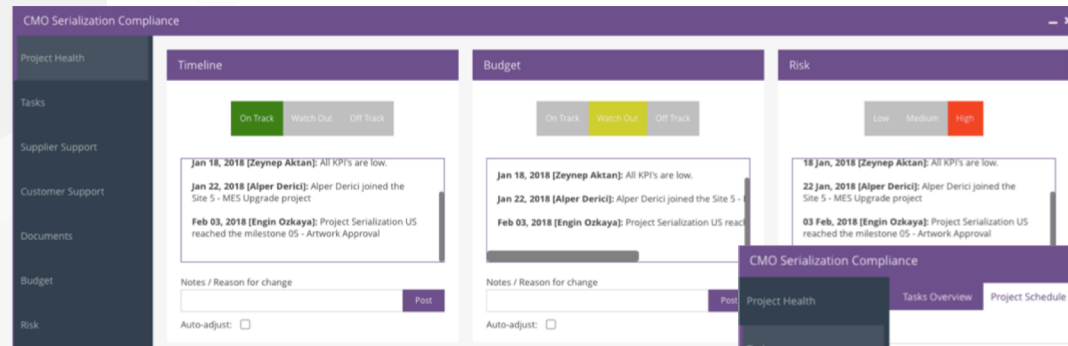 CMO Serialization Compliance
Project Health
Tasks
Supplier Support
Customer Support
Documents
Budget
Risk
Timeline
On Track Watch Out Off Track
Jan 18, 2018 [Zeynep Aktan]: All KPI's are low.
Jan 22, 2018 [Alper Derici]: Alper Derici joined the
Site 5 - MES Upgrade project
Feb 03, 2018 [Engin Ozkaya]: Project Serialization US
reached the milestone 05 - Artwork Approval
Notes / Reason for change
Post
Auto-adjust:
Budget
On Track Watch Out Off Track
Jan 18, 2018 [Zeynep Aktan]: All KPI's are low.
Jan 22, 2018 [Alper Derici]: Alper Derici joined the Site 5 -
Feb 03, 2018 [Engin Ozkaya]: Project Serialization US
Notes / Reason for change
Post
Auto-adjust:
Risk
Low Medium High
18 Jan, 2018 [Zeynep Aktan]: All KPI's are low.
22 Jan, 2018 [Alper Derici]: Alper Derici joined the
Site 5 - MES Upgrade project
03 Feb, 2018 [Engin Ozkaya]: Project Serialization US
reached the milestone 05 - Artwork Approval
CMO Serialization Compliance
Project Health
Tasks Overview Project Schedule